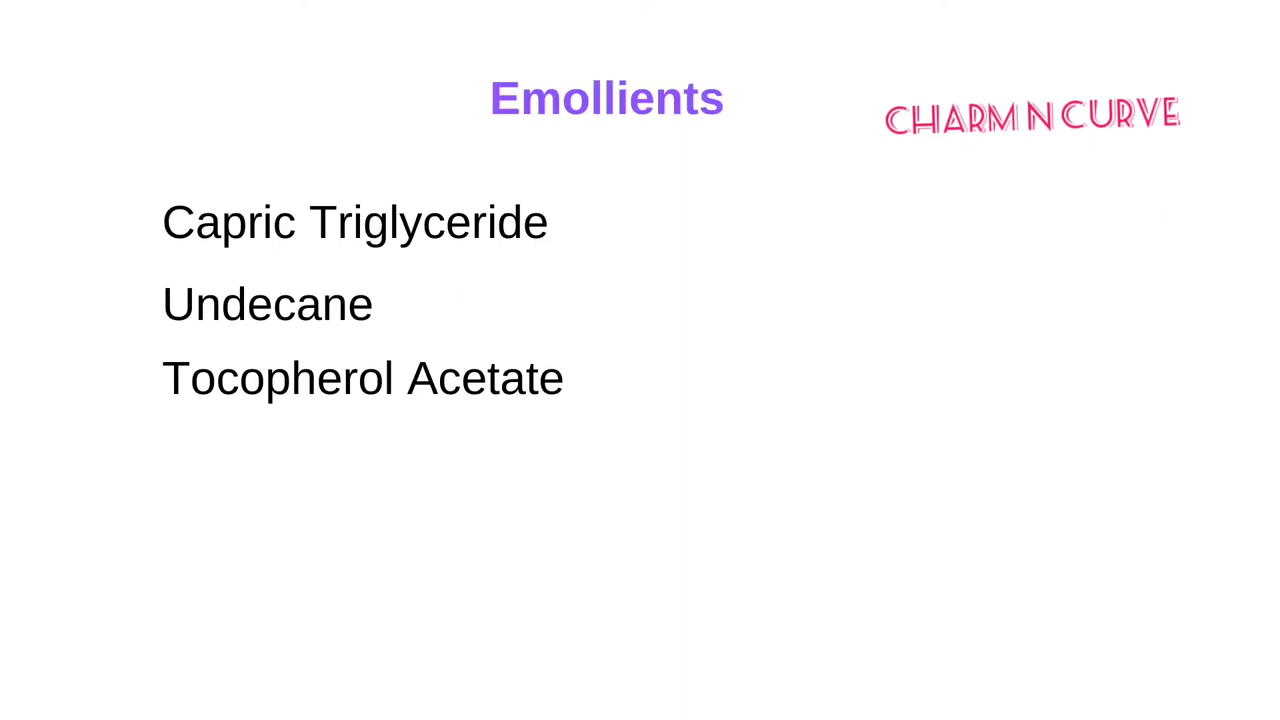 Emollients
CHARM N CURVE
Capric Triglyceride
Undecane
Tocopherol Acetate